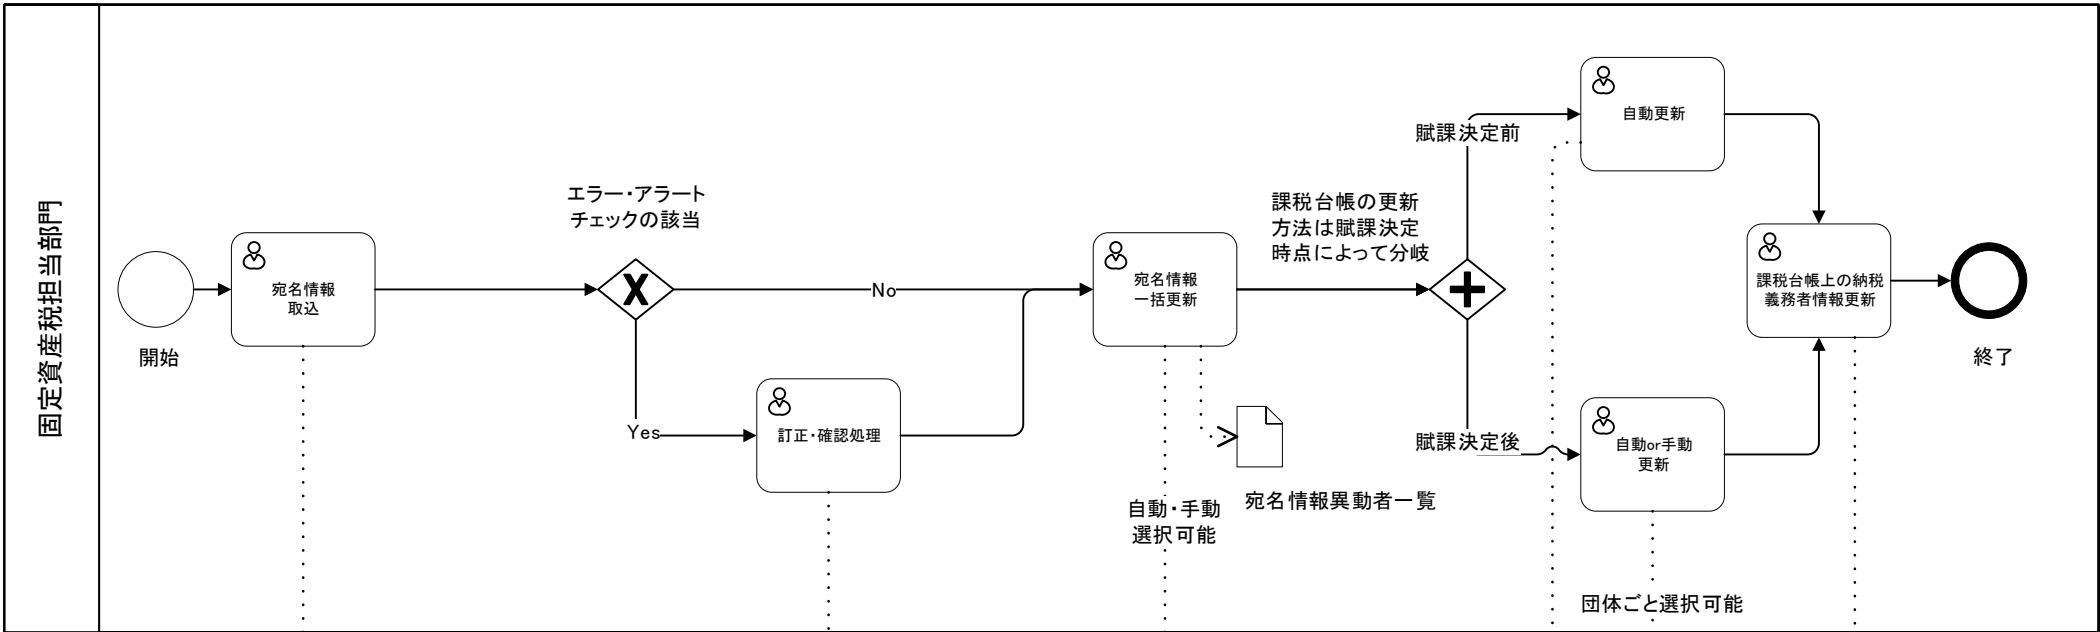 固定資産税担当部門
開始
宛名情報
取込
エラー・アラート
チェックの該当
No
Yes
訂正・確認処理
宛名情報
一括更新
自動・手動
選択可能
宛名情報異動者一覧
課税台帳の更新
方法は賦課決定
時点によって分岐
賦課決定前
自動更新
賦課決定後
自動or手動
更新
団体ごと選択可能
課税台帳上の納税
義務者情報更新
終了